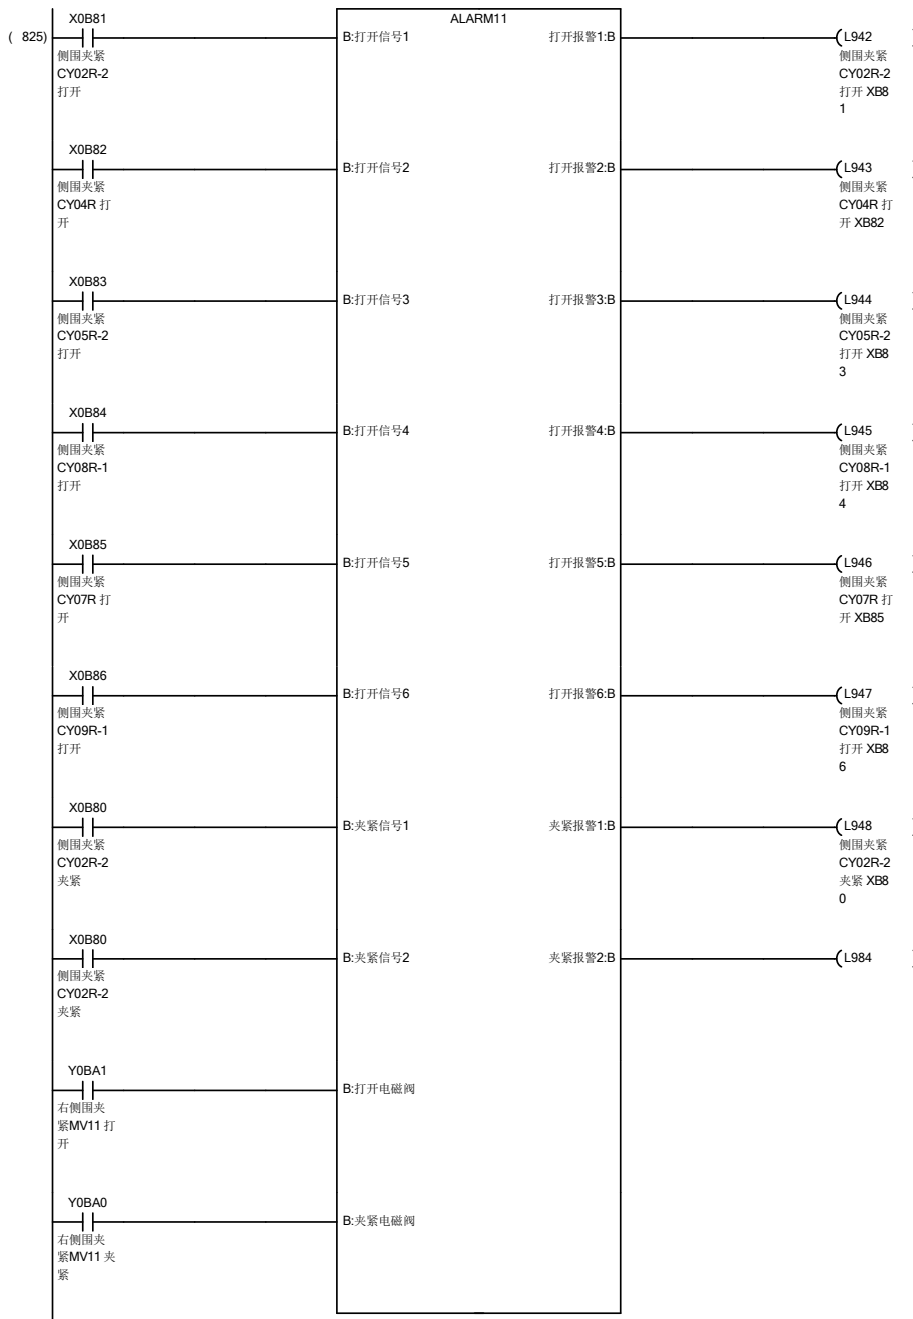 X0B81
ALARM11
( 825)
B:打开信号1
打开报警1:B
L942
侧围夹紧
CY02R-2
打开
侧围夹紧
CY02R-2
打开 XB8
1
X0B82
B:打开信号2
打开报警2:B
L943
侧围夹紧
CY04R 打
开
侧围夹紧
CY04R 打
开 XB82
X0B83
B:打开信号3
打开报警3:B
L944
侧围夹紧
CY05R-2
打开
侧围夹紧
CY05R-2
打开 XB8
3
X0B84
B:打开信号4
打开报警4:B
L945
侧围夹紧
CY08R-1
打开
侧围夹紧
CY08R-1
打开 XB8
4
X0B85
B:打开信号5
打开报警5:B
L946
侧围夹紧
CY07R 打
开
侧围夹紧
CY07R 打
开 XB85
X0B86
B:打开信号6
打开报警6:B
L947
侧围夹紧
CY09R-1
打开
侧围夹紧
CY09R-1
打开 XB8
6
X0B80
B:夹紧信号1
夹紧报警1:B
L948
侧围夹紧
CY02R-2
夹紧
侧围夹紧
CY02R-2
夹紧 XB8
0
X0B80
B:夹紧信号2
夹紧报警2:B
L984
侧围夹紧
CY02R-2
夹紧
Y0BA1
B:打开电磁阀
右侧围夹
紧MV11 打
开
Y0BA0
B:夹紧电磁阀
右侧围夹
紧MV11 夹
紧